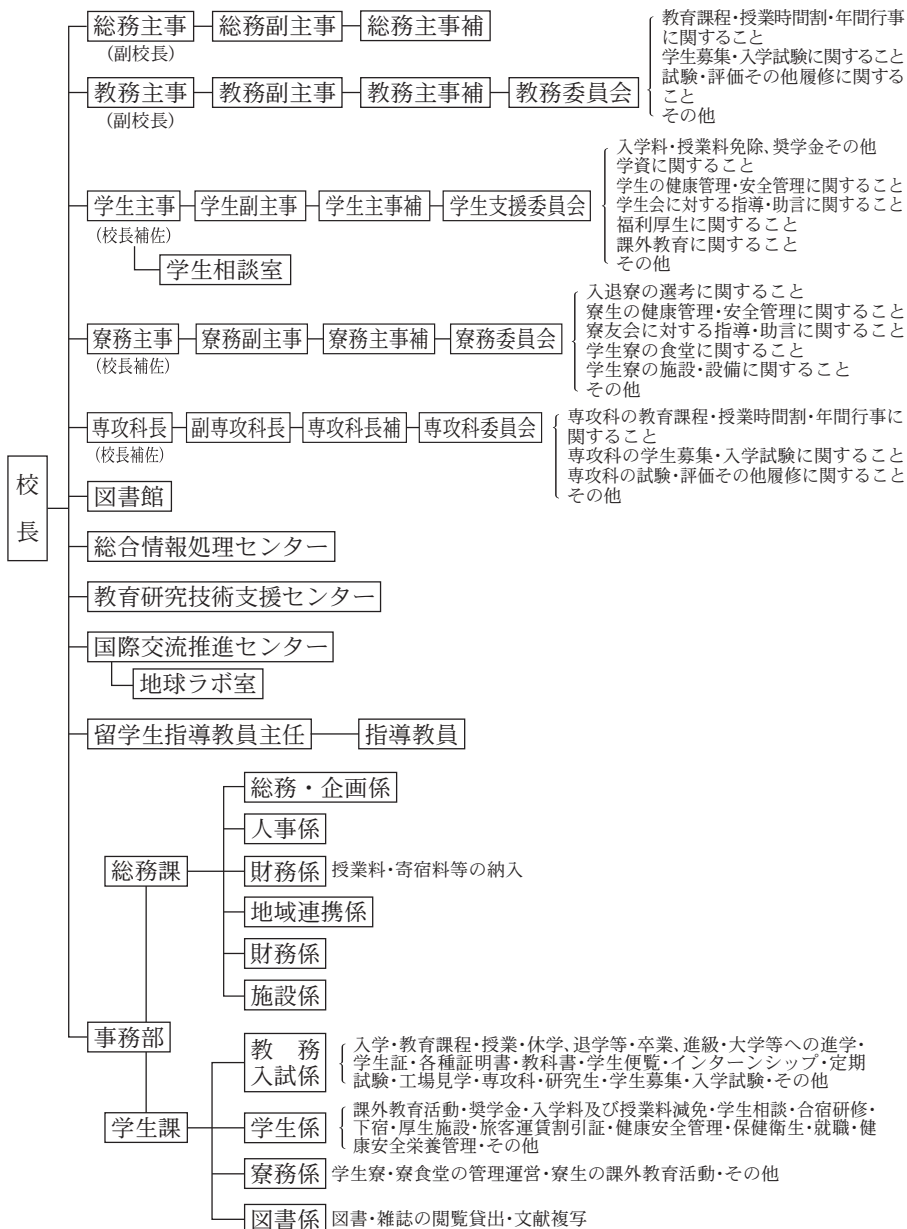 校長
総務主事 総務副主事 総務主事補
(副校長)
教務主事 教務副主事 教務主事補 教務委員会
(副校長)
教育課程・授業時間割・年間行事
に関すること
学生募集・入学試験に関すること
試験・評価その他履修に関する
こと
その他
学生主事 学生副主事 学生主事補 学生支援委員会
(校長補佐)
入学料・授業料免除、奨学金その他
学資に関すること
学生の健康管理・安全管理に関すること
学生会に対する指導・助言に関すること
福利厚生に関すること
課外教育に関すること
その他
学生相談室
寮務主事 寮務副主事 寮務主事補 寮務委員会
(校長補佐)
入退寮の選考に関すること
寮生の健康管理・安全管理に関すること
寮友会に対する指導・助言に関すること
学生寮の食堂に関すること
学生寮の施設・設備に関すること
その他
専攻科長 副専攻科長 専攻科長補 専攻科委員会
(校長補佐)
専攻科の教育課程・授業時間割・年間行事に
関すること
専攻科の学生募集・入学試験に関すること
専攻科の試験・評価その他履修に関すること
その他
図書館
総合情報処理センター
教育研究技術支援センター
国際交流推進センター
地球ラボ室
留学生指導教員主任 指導教員
事務部
総務課
総務・企画係
人事係
財務係 授業料・寄宿料等の納入
地域連携係
財務係
施設係
学生課
教務
入試係
入学・教育課程・授業・休学、退学等・卒業、進級・大学等への進学・
学生証・各種証明書・教科書・学生便覧・インターンシップ・定期
試験・工場見学・専攻科・研究生・学生募集・入学試験・その他
学生係
課外教育活動・奨学金・入学料及び授業料減免・学生相談・合宿研修・
下宿・厚生施設・旅客運賃割引証・健康安全管理・保健衛生・就職・健
康安全栄養管理・その他
寮務係 学生寮・寮食堂の管理運営・寮生の課外教育活動・その他
図書係 図書・雑誌の閲覧貸出・文献複写